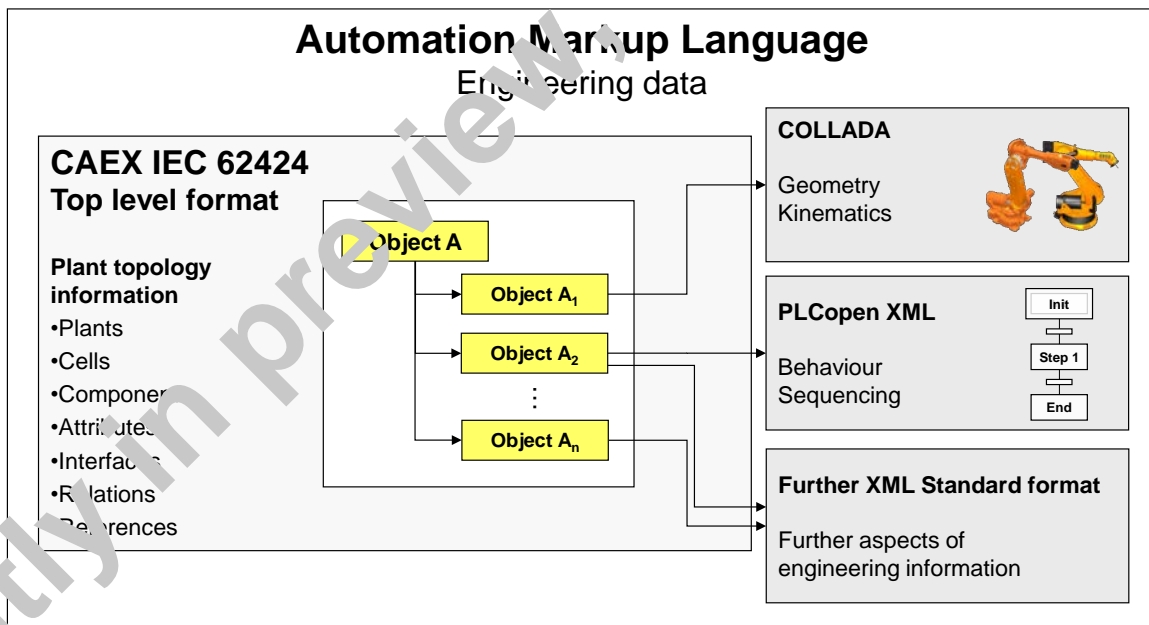 Automation Markup Language
Engineering data
CAEX IEC 62424
Top level format
Plant topology
information
•Plants
•Cells
•Components
•Attributes
•Interfaces
•Relations
•References
Object A
Object A1
Object A2
⋮
Object An
COLLADA
Geometry
Kinematics
PLCopen XML
Behaviour
Sequencing
Init
Step 1
End
Further XML Standard format
Further aspects of
engineering information
tly in preview,